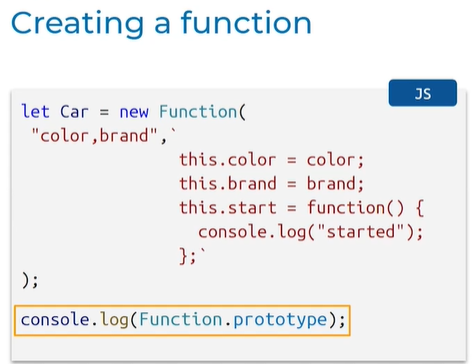 Creating a function
JS
let Car = new Function(
"color,brand",`
this.color = color;
this.brand = brand;
this.start = function() {
console.log("started");
};`
);
console.log(Function.prototype);